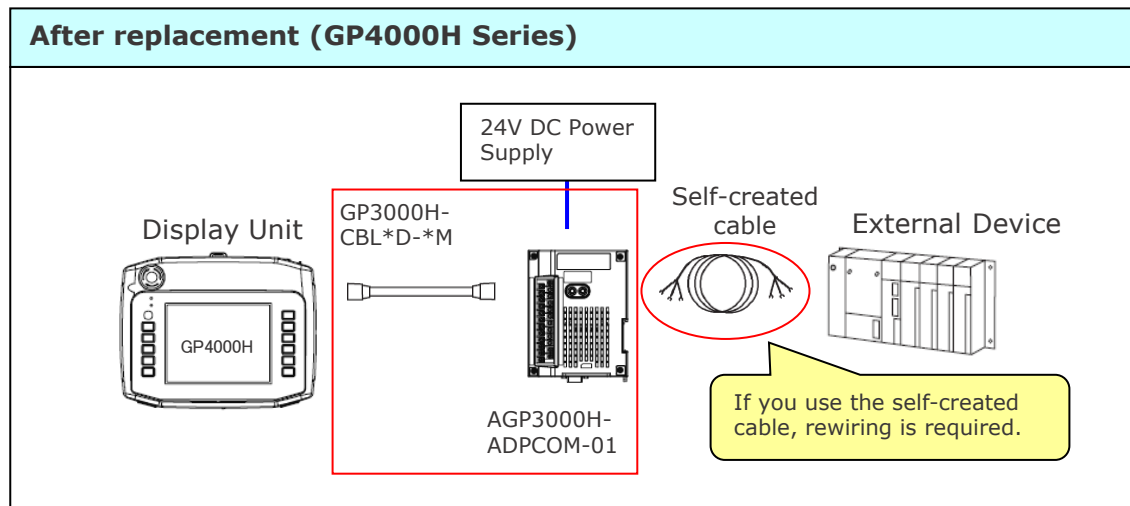 After replacement (GP4000H Series)
24V DC Power
Supply
GP3000H-
CBL*D-*M
Self-created
cable
Display Unit
External Device
GP4000H
AGP3000H-
ADPCOM-01
If you use the self-created
cable, rewiring is required.